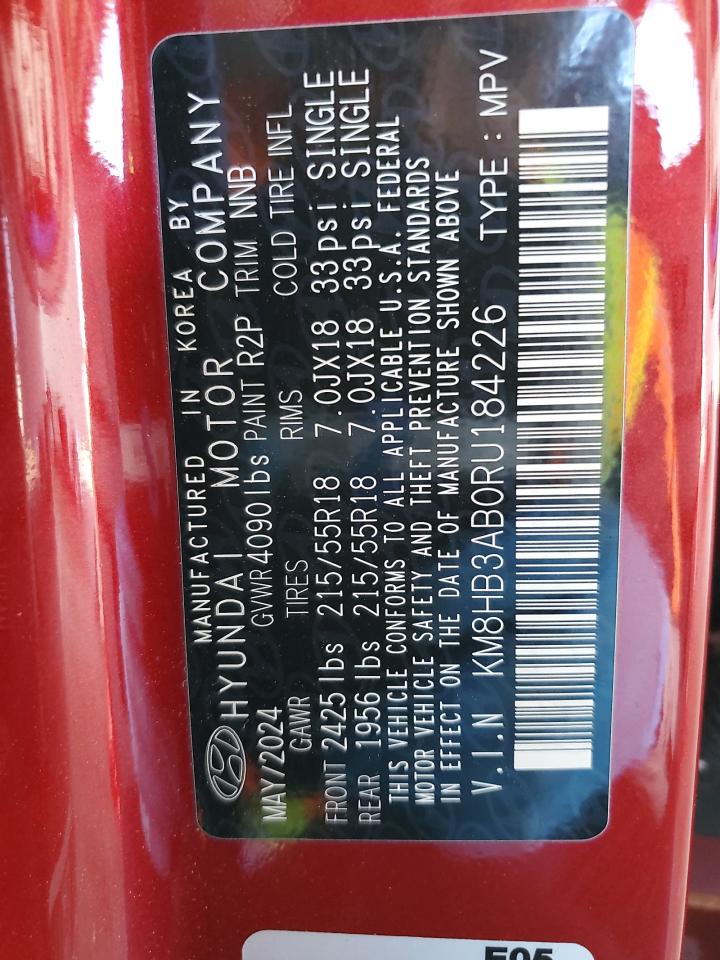 MANUFACTURED IN KOREA BY
HYUNDAI MOTOR COMPANY
MAY/2024 GVWR 4090lbs PAINT R2P TRIM NNB
GAWR TIRES RIMS COLD TIRE INFL
FRONT 2425 lbs 215/55R18 7.0JX18 33psi SINGLE
REAR 1956 lbs 215/55R18 7.0JX18 33psi SINGLE
THIS VEHICLE CONFORMS TO ALL APPLICABLE U.S.A. FEDERAL
MOTOR VEHICLE SAFETY AND THEFT PREVENTION STANDARDS
IN EFFECT ON THE DATE OF MANUFACTURE SHOWN ABOVE
V.I.N KM8HB3AB0RU184226 TYPE : MPV